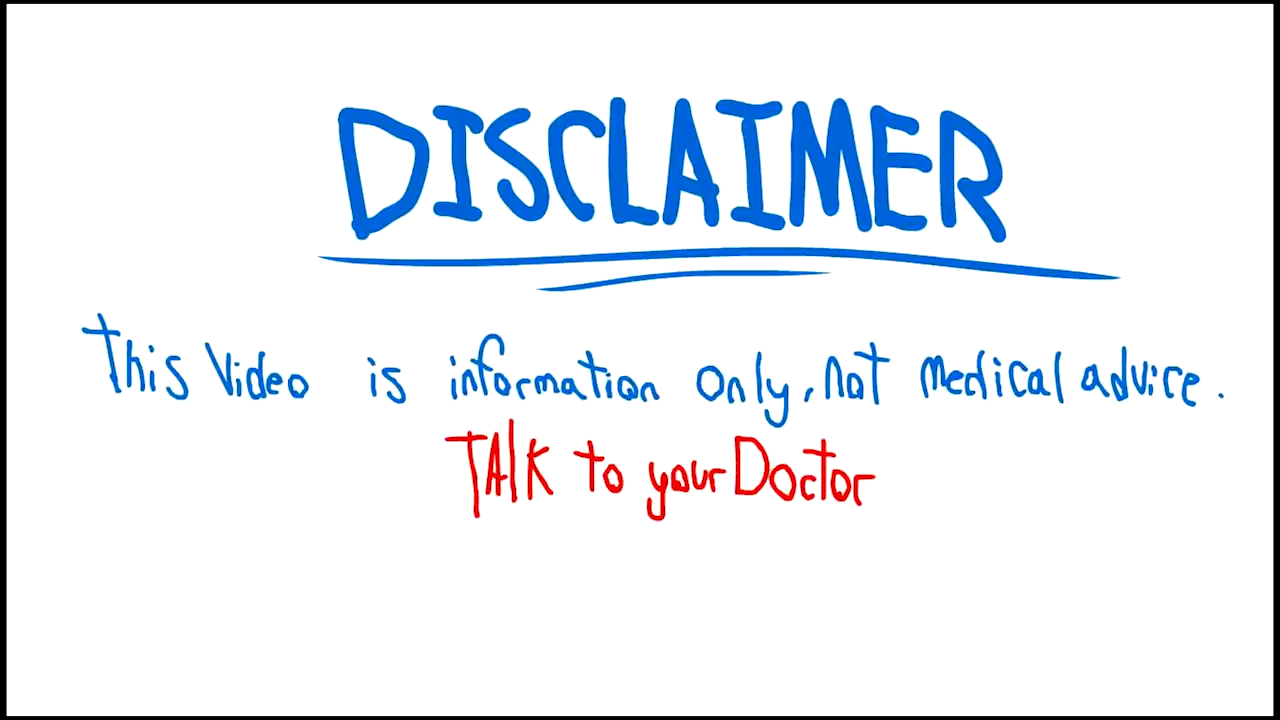 DISCLAIMER
This Video is information only, not medical advice.
TALK to your Doctor